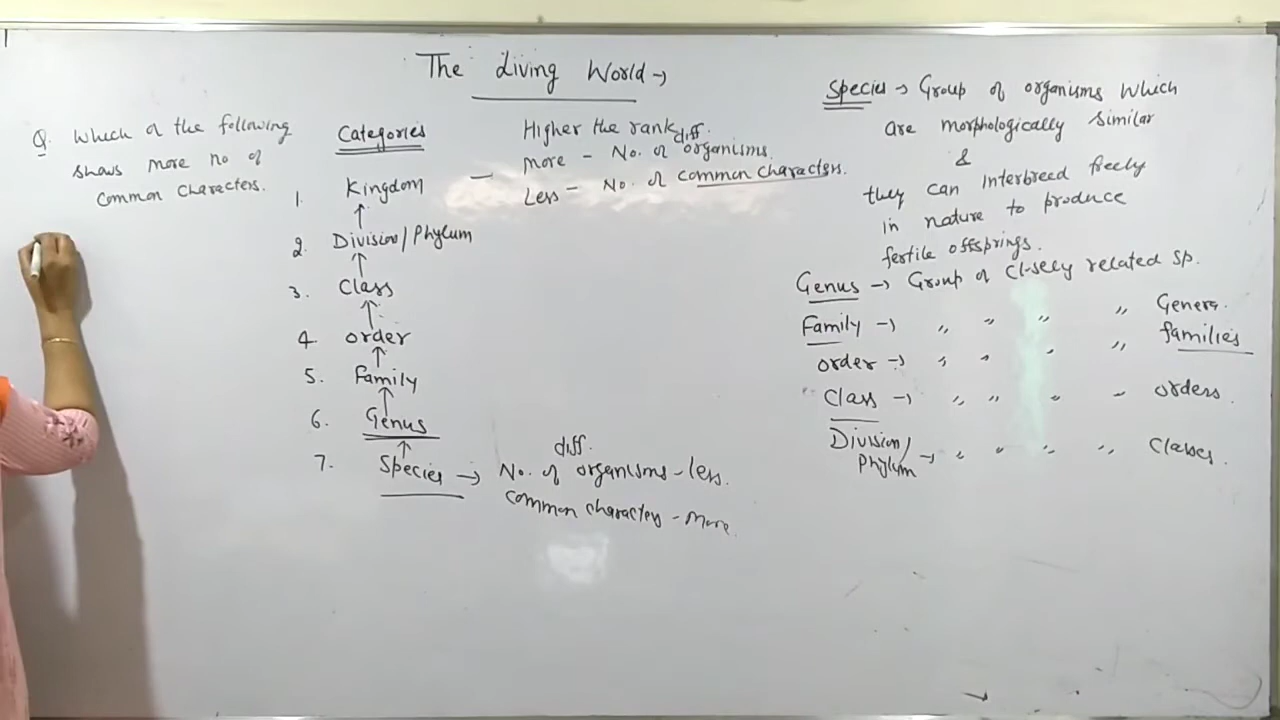 The Living World →
Q. Which of the following
shows more no of
Common Characters.
Categories
1. Kingdom
2. Division/Phylum
3. Class
4. order
5. Family
6. Genus
7. Species → No. of diff. organisms - less.
common characters - More.
Higher the rank
more - No. of diff. organisms.
Less - No. of common characters.
Species → Group of organisms which
are morphologically similar
&
they can interbreed freely
in nature to produce
fertile offsprings.
Genus → Group of closely related sp.
Family → " " " " Genera.
order → " " " " families
Class → " " " " orders.
Division/
Phylum → " " " " Classes.